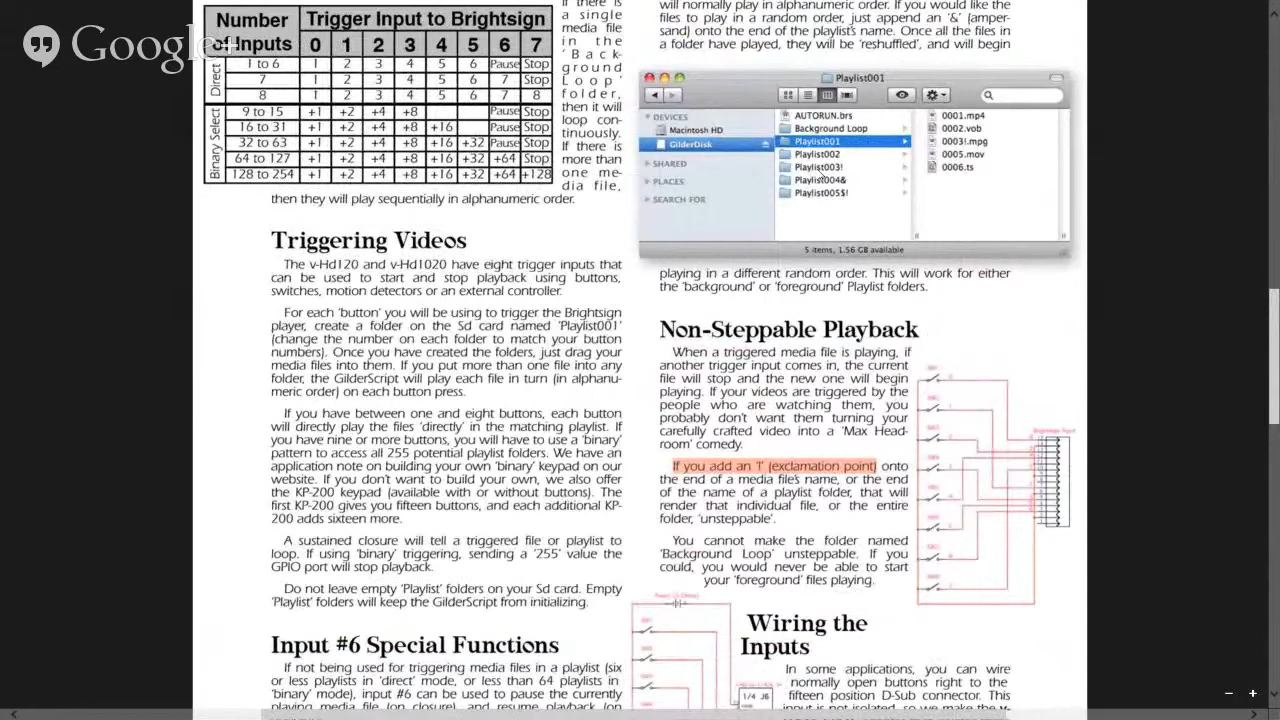 Google+
Number of Inputs
Trigger Input to Brightsign
0 1 2 3 4 5 6 7
Direct
1 to 6 1 2 3 4 5 6 Pause Stop
7 1 2 3 4 5 6 7 Stop
8 1 2 3 4 5 6 7 8
Binary Select
9 to 15 +1 +2 +4 +8 Pause Stop
16 to 31 +1 +2 +4 +8 +16 Pause Stop
32 to 63 +1 +2 +4 +8 +16 +32 Pause Stop
64 to 127 +1 +2 +4 +8 +16 +32 +64 Stop
128 to 254 +1 +2 +4 +8 +16 +32 +64 +128
If there is
a single
media file
in the
'Back
ground
Loop'
folder,
then it will
loop con-
tinuously.
If there is
more than
one me-
dia file,
then they will play sequentially in alphanumeric order.
Triggering Videos
The v-Hd120 and v-Hd1020 have eight trigger inputs that
can be used to start and stop playback using buttons,
switches, motion detectors or an external controller.
For each 'button' you will be using to trigger the Brightsign
player, create a folder on the Sd card named 'Playlist001'
(change the number on each folder to match your button
numbers). Once you have created the folders, just drag your
media files into them. If you put more than one file into any
folder, the GilderScript will play each file in turn (in alphanu-
meric order) on each button press.
If you have between one and eight buttons, each button
will directly play the files 'directly' in the matching playlist. If
you have nine or more buttons, you will have to use a 'binary'
pattern to access all 255 potential playlist folders. We have an
application note on building your own 'binary' keypad on our
website. If you don't want to build your own, we also offer
the KP-200 keypad (available with or without buttons). The
first KP-200 gives you fifteen buttons, and each additional KP-
200 adds sixteen more.
A sustained closure will tell a triggered file or playlist to
loop. If using 'binary' triggering, sending a '255' value the
GPIO port will stop playback.
Do not leave empty 'Playlist' folders on your Sd card. Empty
'Playlist' folders will keep the GilderScript from initializing.
Input #6 Special Functions
If not being used for triggering media files in a playlist (six
or less playlists in 'direct' mode, or less than 64 playlists in
'binary' mode), input #6 can be used to pause the currently
playing media file (on closure), and resume playback (on
will normally play in alphanumeric order. If you would like the
files to play in a random order, just append an '&' (amper-
sand) onto the end of the playlist's name. Once all the files in
a folder have played, they will be 'reshuffled', and will begin
Playlist001
DEVICES
Macintosh HD
GilderDisk
SHARED
PLACES
SEARCH FOR
AUTORUN.brs
Background Loop
Playlist001
Playlist002
Playlist003!
Playlist004&
Playlist005$!
0001.mp4
0002.vob
0003!.mpg
0005.mov
0006.ts
5 items, 1.56 GB available
playing in a different random order. This will work for either
the 'background' or 'foreground' Playlist folders.
Non-Steppable Playback
When a triggered media file is playing, if
another trigger input comes in, the current
file will stop and the new one will begin
playing. If your videos are triggered by the
people who are watching them, you
probably don't want them turning your
carefully crafted video into a 'Max Head-
room' comedy.
If you add an '!' (exclamation point) onto
the end of a media file's name, or the end
of the name of a playlist folder, that will
render that individual file, or the entire
folder, 'unsteppable'.
You cannot make the folder named
'Background Loop' unsteppable. If you
could, you would never be able to start
your 'foreground' files playing.
Wiring the
Inputs
1/4 J6
In some applications, you can wire
normally open buttons right to the
fifteen position D-Sub connector. This
input is not isolated, so we make the v-